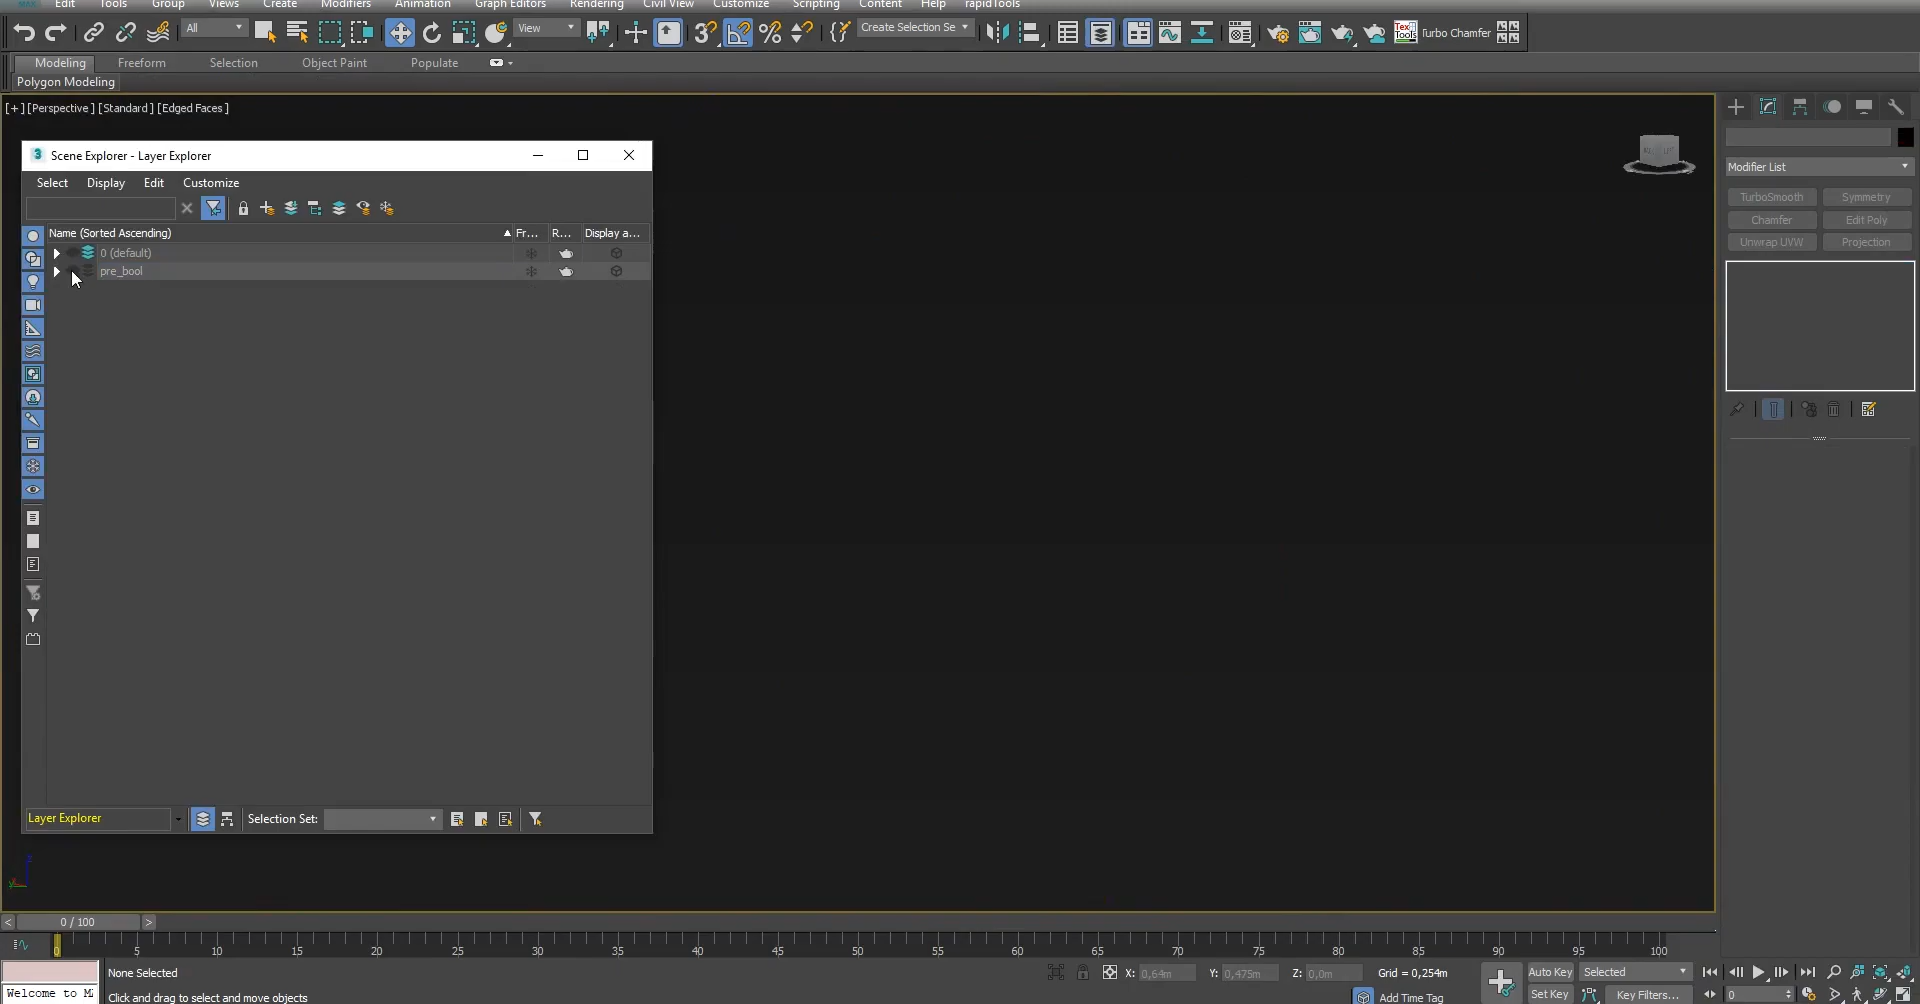 Edit Tools Group Views Create Modifiers Animation Graph Editors Rendering Civil View Customize Scripting Content Help rapidTools
All View Create Selection Se Turbo Chamfer
Modeling Freeform Selection Object Paint Populate
Polygon Modeling
[+] [Perspective] [Standard] [Edged Faces]
Scene Explorer - Layer Explorer
Select Display Edit Customize
Name (Sorted Ascending) Fr... R... Display a...
0 (default)
pre_bool
Layer Explorer Selection Set:
Modifier List
TurboSmooth Symmetry
Chamfer Edit Poly
Unwrap UVW Projection
< 0 / 100 >
0 5 10 15 20 25 30 35 40 45 50 55 60 65 70 75 80 85 90 95 100
None Selected X: 0,64m Y: 0,475m Z: 0,0m Grid = 0,254m Auto Key Selected
Welcome to M Click and drag to select and move objects Add Time Tag Set Key Key Filters... 0